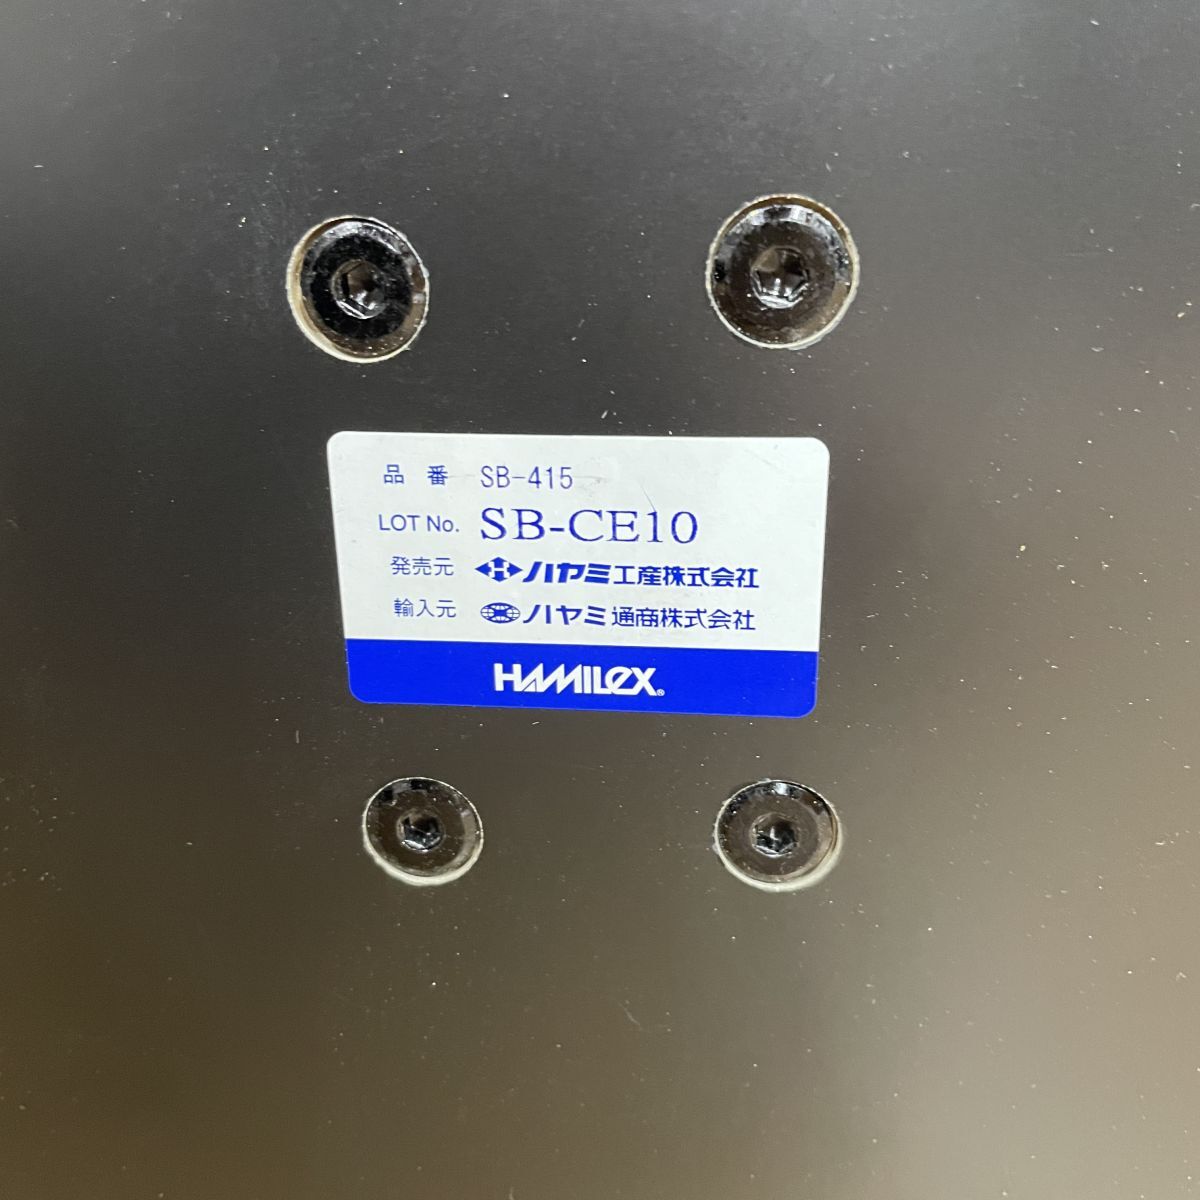 品 番 SB-415
LOT No. SB-CE10
発売元 H ハヤミ工産株式会社
輸入元 ハヤミ通商株式会社
HAMILEX®